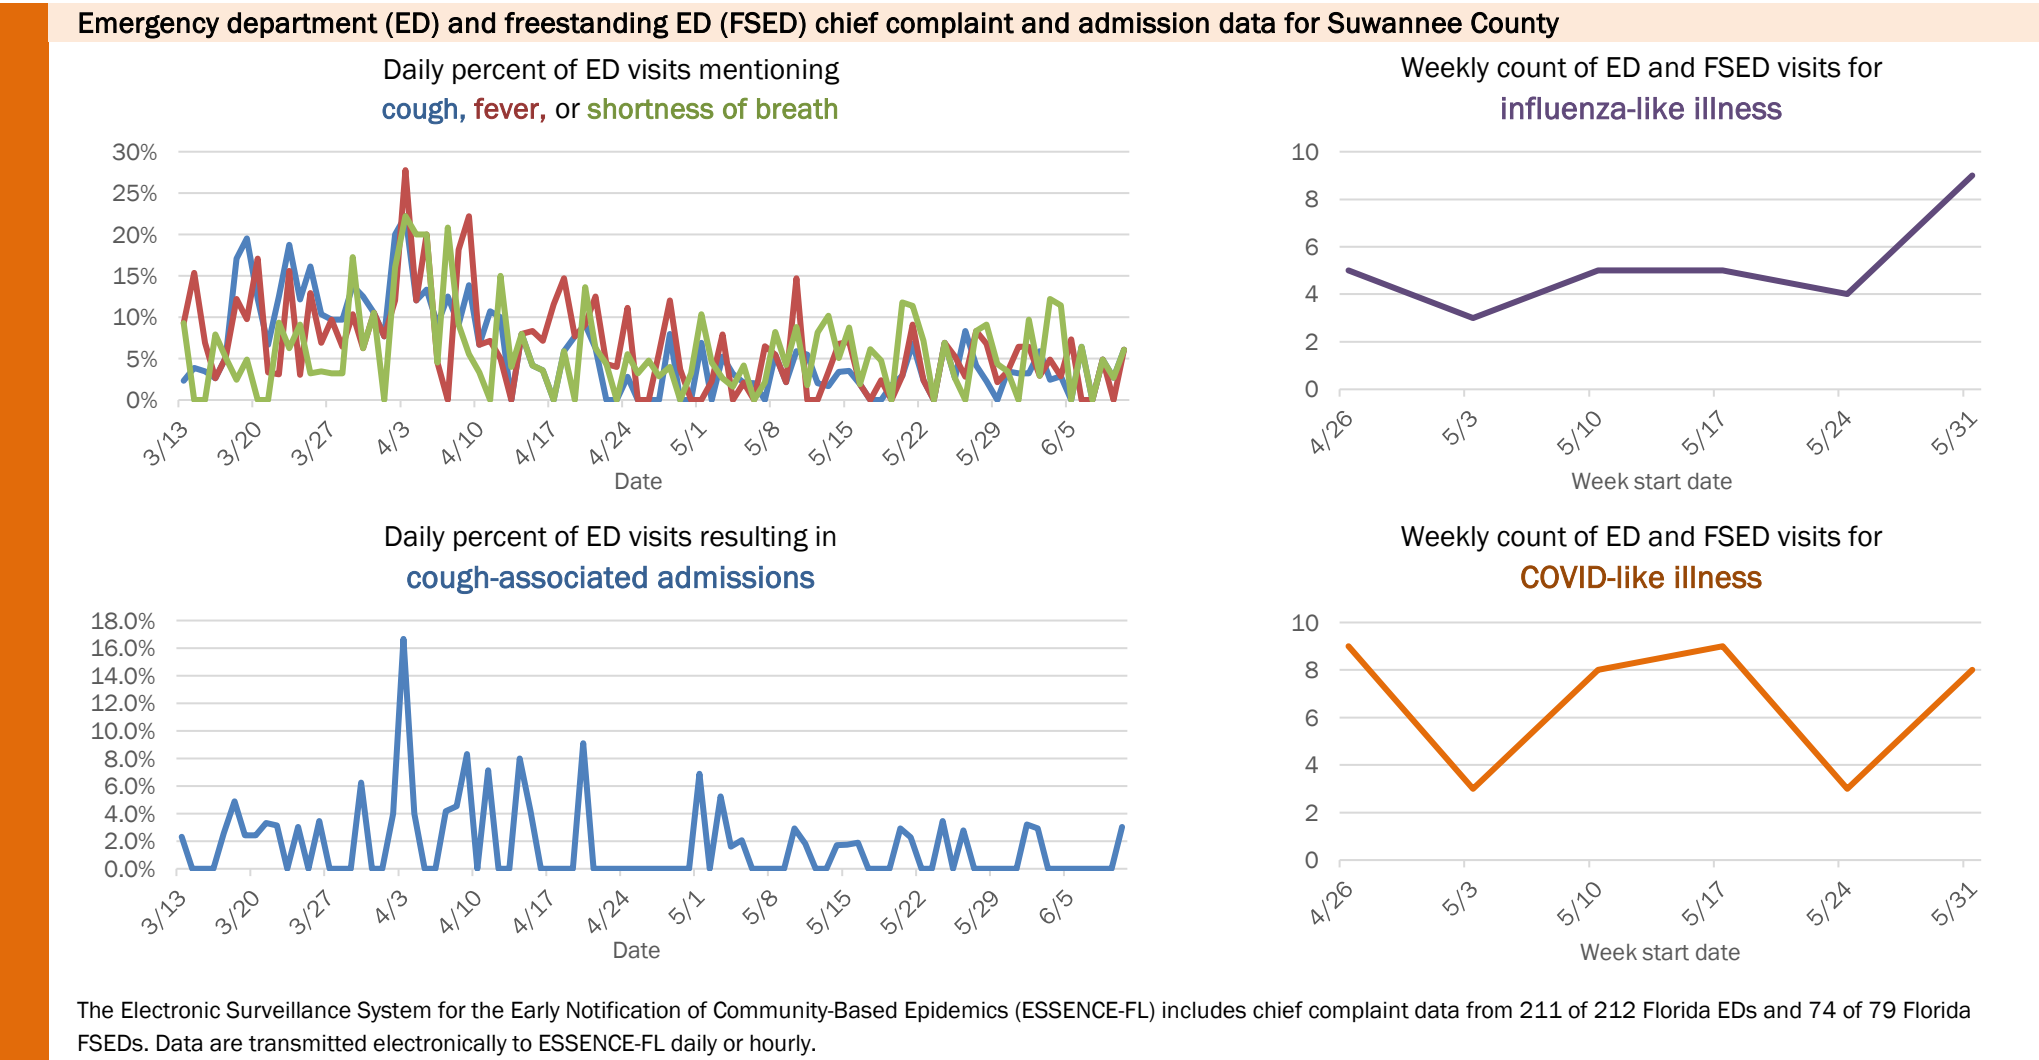 Emergency department (ED) and freestanding ED (FSED) chief complaint and admission data for Suwannee County
Daily percent of ED visits mentioning
cough, fever, or shortness of breath
30%
25%
20%
15%
10%
5%
0%
3/13 3/20 3/27 4/3 4/10 4/17 4/24 5/1 5/8 5/15 5/22 5/29 6/5
Date
Weekly count of ED and FSED visits for
influenza-like illness
10
8
6
4
2
0
4/26 5/3 5/10 5/17 5/24 5/31
Week start date
Daily percent of ED visits resulting in
cough-associated admissions
18.0%
16.0%
14.0%
12.0%
10.0%
8.0%
6.0%
4.0%
2.0%
0.0%
3/13 3/20 3/27 4/3 4/10 4/17 4/24 5/1 5/8 5/15 5/22 5/29 6/5
Date
Weekly count of ED and FSED visits for
COVID-like illness
10
8
6
4
2
0
4/26 5/3 5/10 5/17 5/24 5/31
Week start date
The Electronic Surveillance System for the Early Notification of Community-Based Epidemics (ESSENCE-FL) includes chief complaint data from 211 of 212 Florida EDs and 74 of 79 Florida
FSEDs. Data are transmitted electronically to ESSENCE-FL daily or hourly.